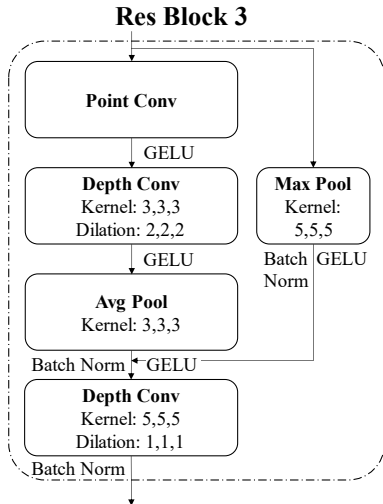 Res Block 3
Point Conv
GELU
Depth Conv
Kernel: 3,3,3
Dilation: 2,2,2
GELU
Avg Pool
Kernel: 3,3,3
Max Pool
Kernel:
5,5,5
Batch GELU
Norm
Batch Norm GELU
Depth Conv
Kernel: 5,5,5
Dilation: 1,1,1
Batch Norm